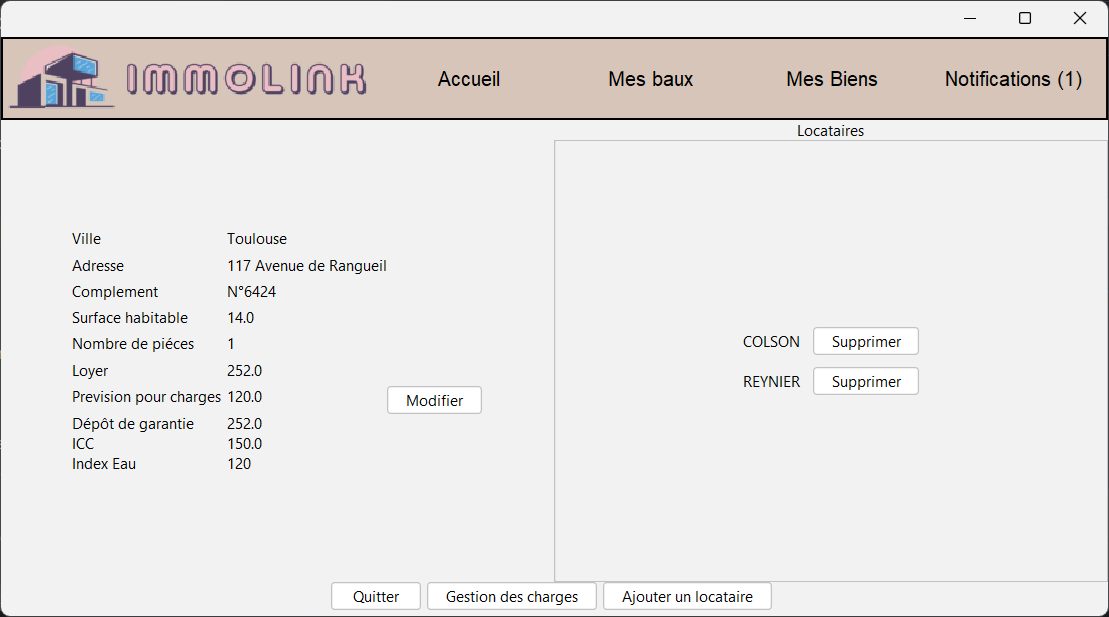 IMMOLINK Accueil Mes baux Mes Biens Notifications (1)
Locataires
Ville Toulouse
Adresse 117 Avenue de Rangueil
Complement N°6424
Surface habitable 14.0
Nombre de piéces 1
Loyer 252.0
Prevision pour charges 120.0
Modifier
Dépôt de garantie 252.0
ICC 150.0
Index Eau 120
COLSON Supprimer
REYNIER Supprimer
Quitter Gestion des charges Ajouter un locataire